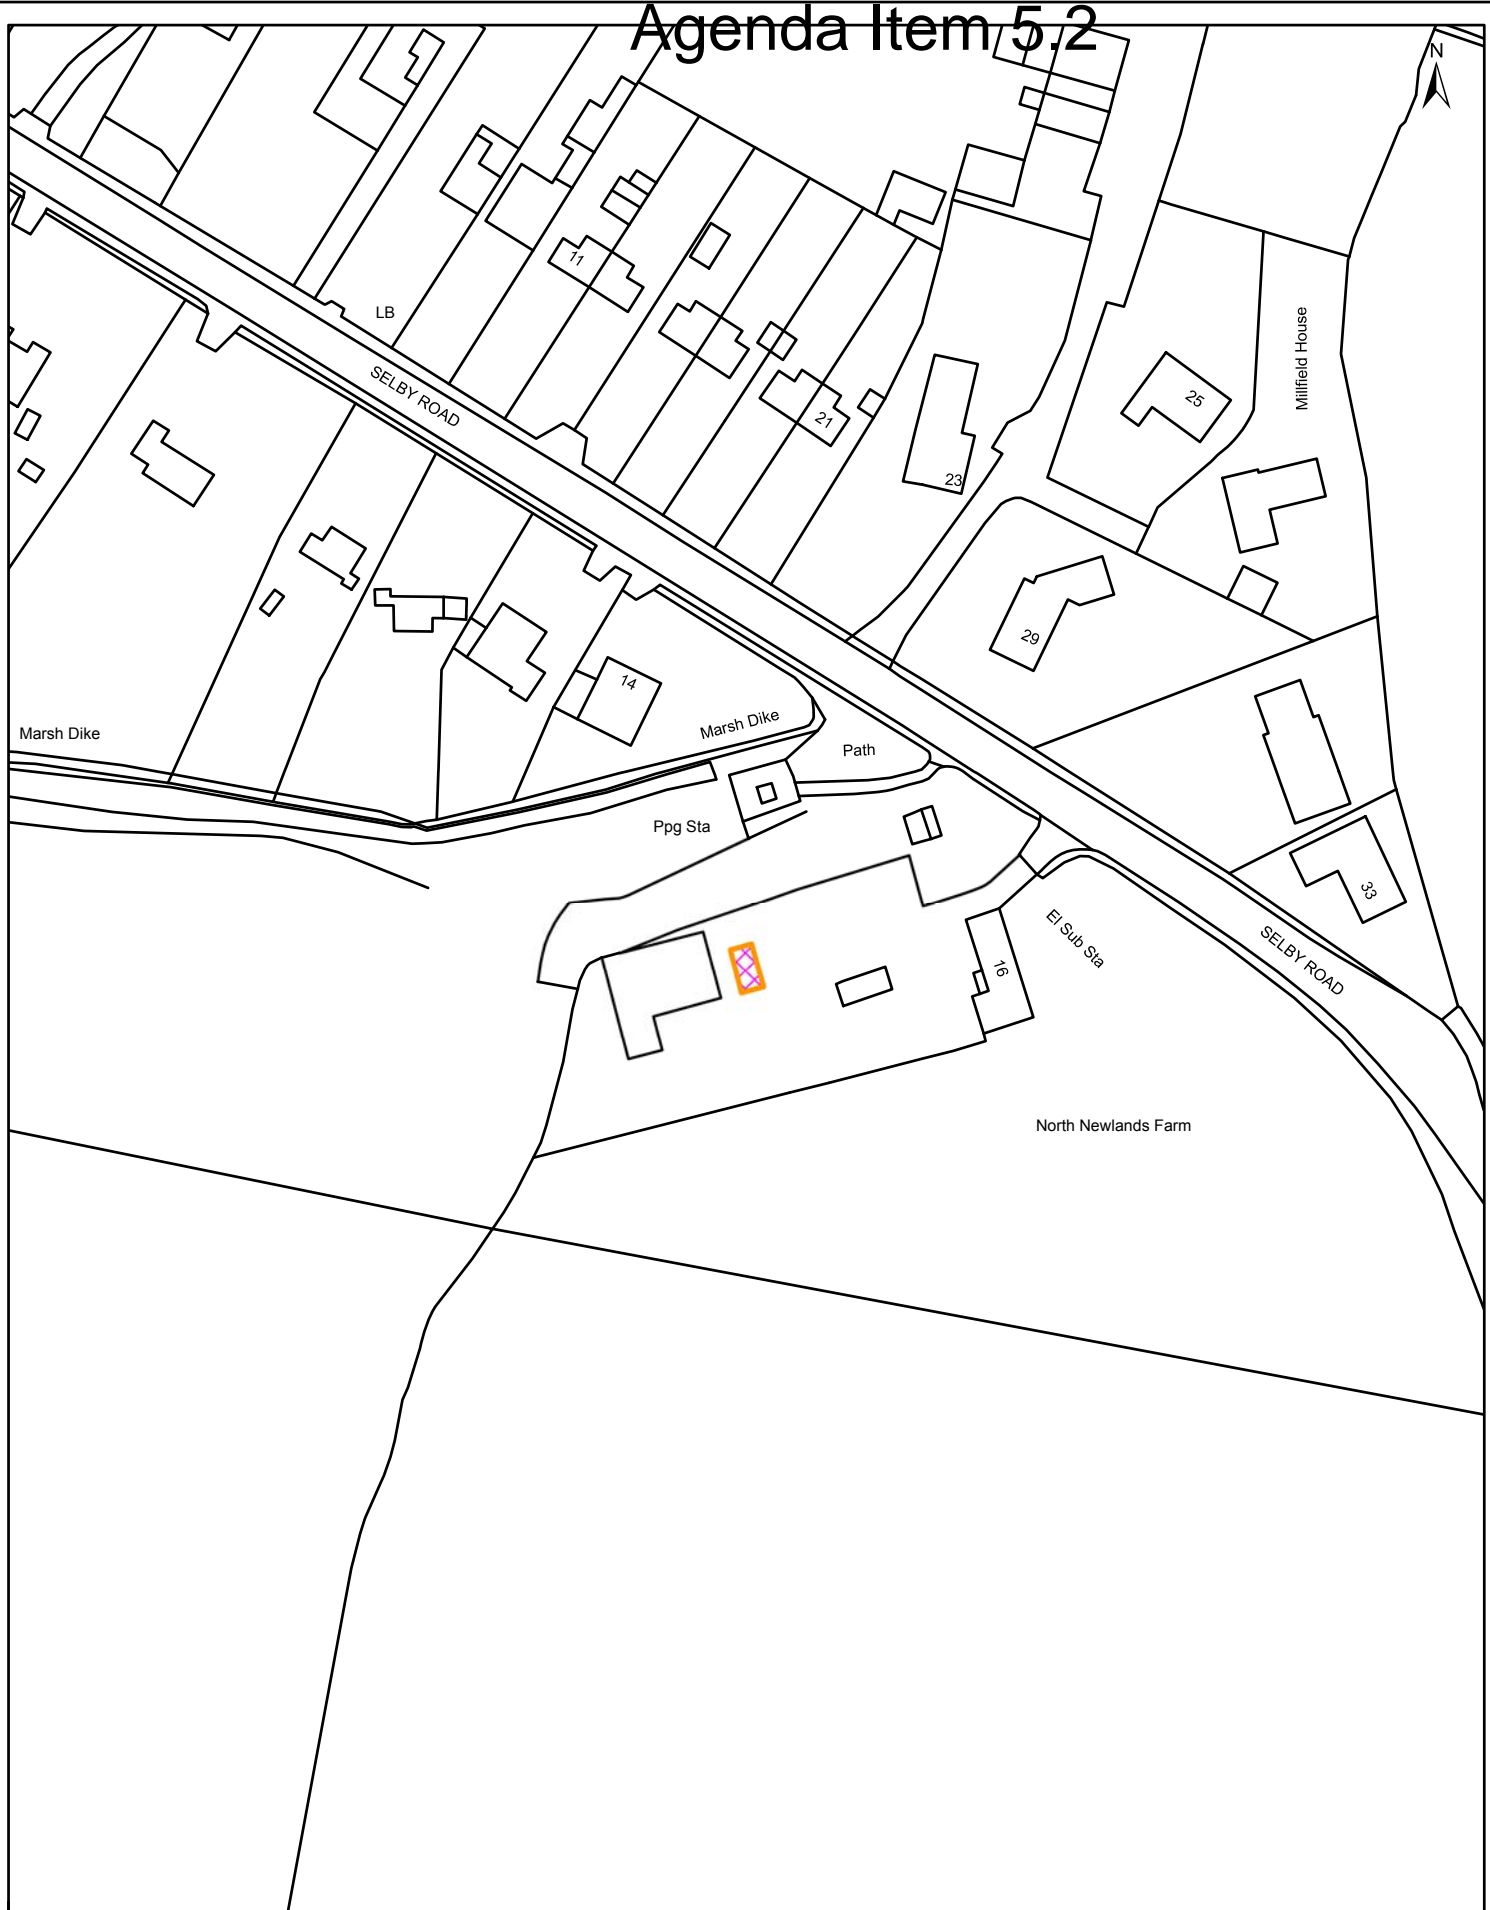 Agenda Item 5.2
N
11
LB
SELBY ROAD
21
23
25
Millfield House
29
14
Marsh Dike
Marsh Dike
Path
Ppg Sta
33
El Sub Sta
16
SELBY ROAD
North Newlands Farm